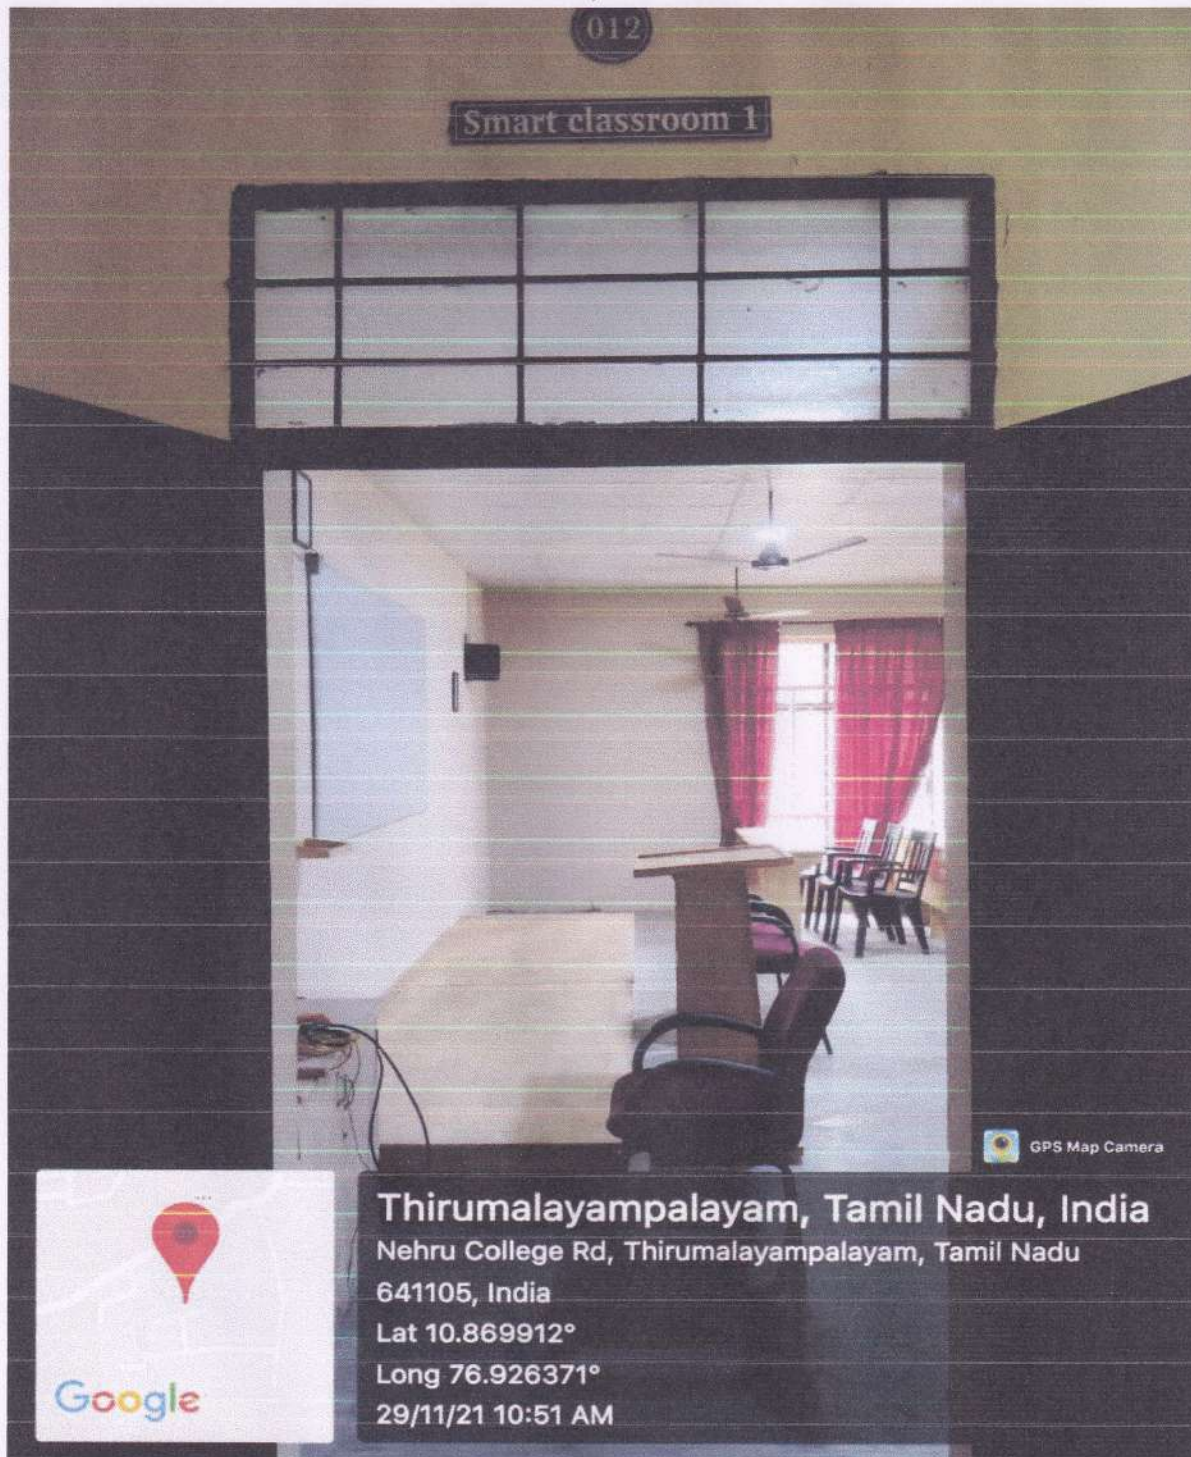 012
Smart classroom 1
GPS Map Camera
Thirumalayampalayam, Tamil Nadu, India
Nehru College Rd, Thirumalayampalayam, Tamil Nadu
641105, India
Lat 10.869912°
Long 76.926371°
29/11/21 10:51 AM
Google